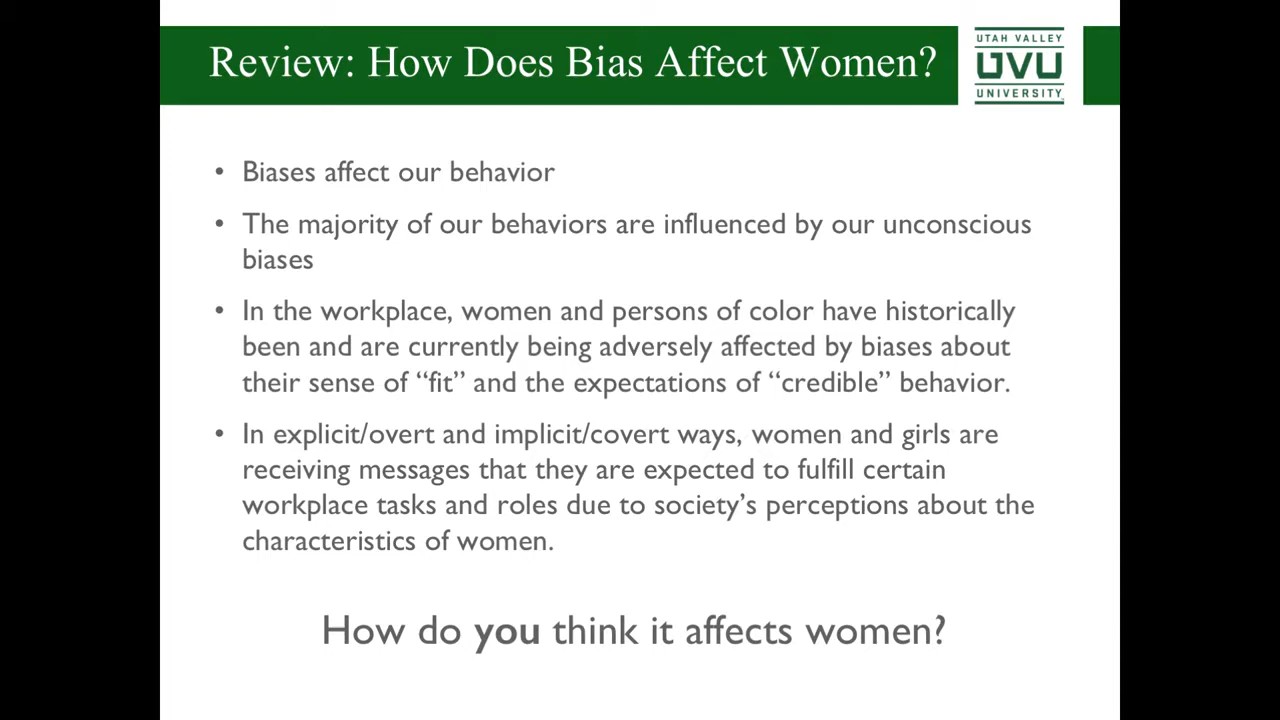 Review: How Does Bias Affect Women?
UTAH VALLEY
UVU
UNIVERSITY
• Biases affect our behavior
• The majority of our behaviors are influenced by our unconscious
biases
• In the workplace, women and persons of color have historically
been and are currently being adversely affected by biases about
their sense of “fit” and the expectations of “credible” behavior.
• In explicit/overt and implicit/covert ways, women and girls are
receiving messages that they are expected to fulfill certain
workplace tasks and roles due to society’s perceptions about the
characteristics of women.
How do you think it affects women?